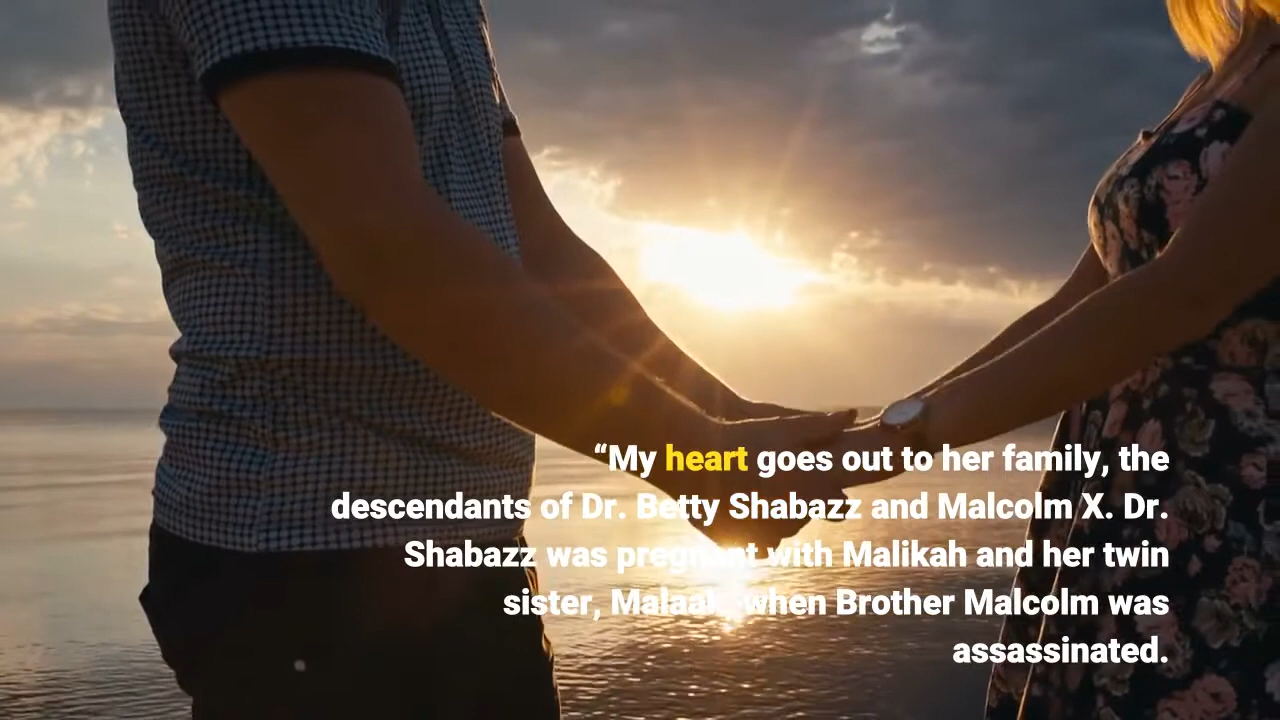 “My heart goes out to her family, the
descendants of Dr. Betty Shabazz and Malcolm X. Dr.
Shabazz was pregnant with Malikah and her twin
sister, Malaak, when Brother Malcolm was
assassinated.